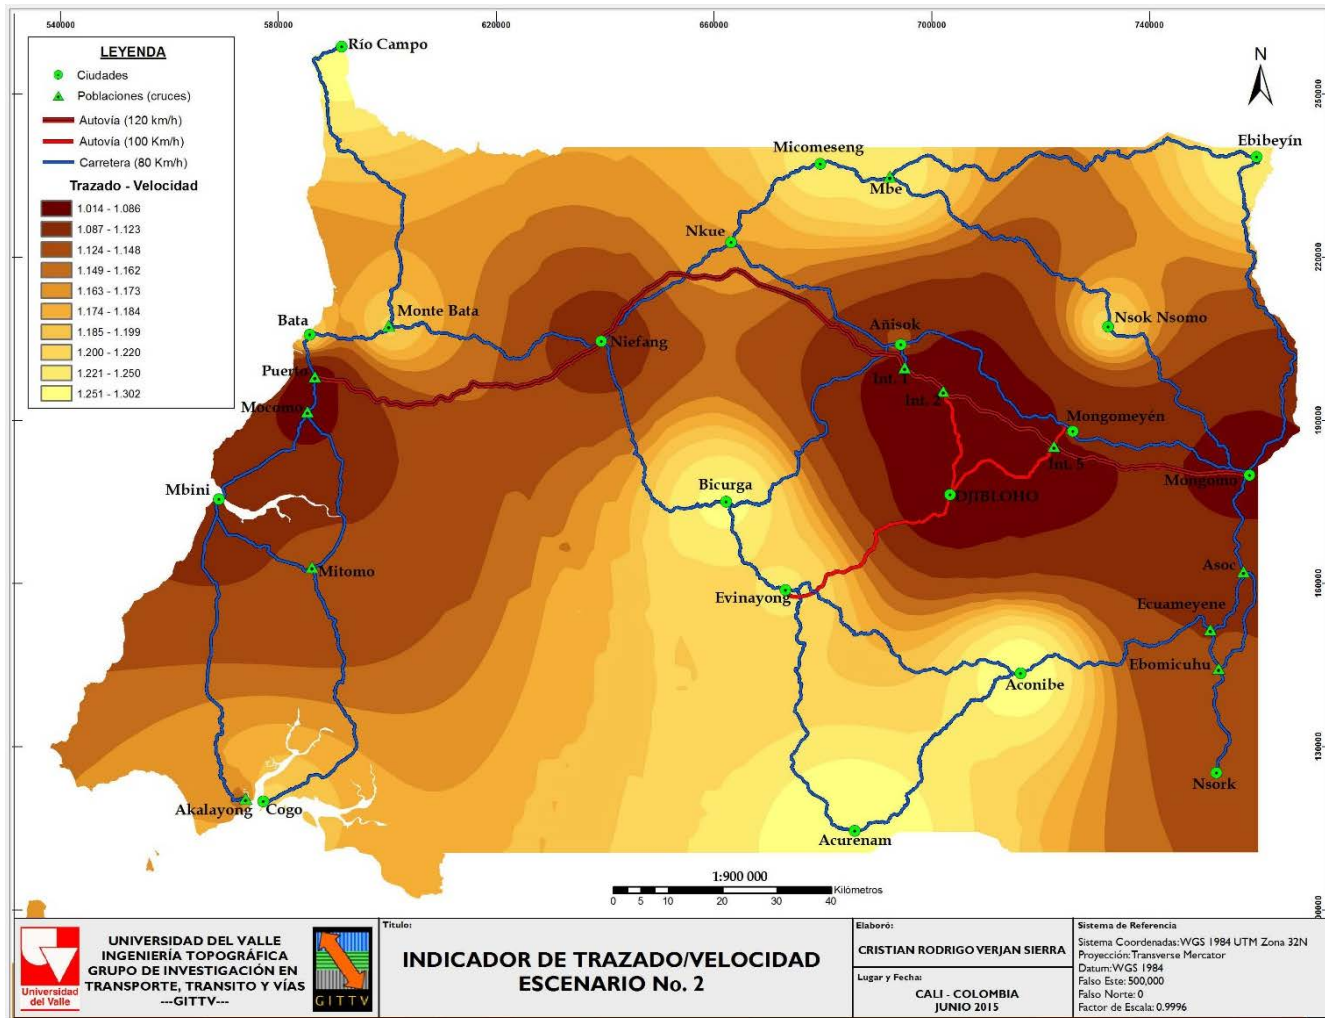 540000
580000
620000
660000
700000
740000
LEYENDA
Ciudades
Poblaciones (cruces)
Autovía (120 km/h)
Autovía (100 Km/h)
Carretera (80 Km/h)
Trazado - Velocidad
1.014 - 1.086
1.087 - 1.123
1.124 - 1.148
1.149 - 1.162
1.163 - 1.173
1.174 - 1.184
1.185 - 1.199
1.200 - 1.220
1.221 - 1.250
1.251 - 1.302
N
250000
220000
190000
160000
130000
Río Campo
Micomeseng
Ebibeyín
Mbe
Nkue
Monte Bata
Nsok Nsomo
Bata
Niefang
Añisok
Puerto
Int. 1
Int. 2
Mocomo
Mongomeyén
Int. 5
Mbini
Bicurga
DJIBLOHO
Mongomo
Mitomo
Asoc
Evinayong
Ecuameyene
Ebomicuhu
Aconibe
Nsork
Akalayong
Cogo
Acurenam
1:900 000
Kilómetros
0 5 10 20 30 40
Universidad
del Valle
UNIVERSIDAD DEL VALLE
INGENIERÍA TOPOGRÁFICA
GRUPO DE INVESTIGACIÓN EN
TRANSPORTE, TRANSITO Y VÍAS
---GITTV---
GITTV
Título:
INDICADOR DE TRAZADO/VELOCIDAD
ESCENARIO No. 2
Elaboró:
CRISTIAN RODRIGO VERJAN SIERRA
Lugar y Fecha:
CALI - COLOMBIA
JUNIO 2015
Sistema de Referencia
Sistema Coordenadas: WGS 1984 UTM Zona 32N
Proyección: Transverse Mercator
Datum: WGS 1984
Falso Este: 500,000
Falso Norte: 0
Factor de Escala: 0.9996